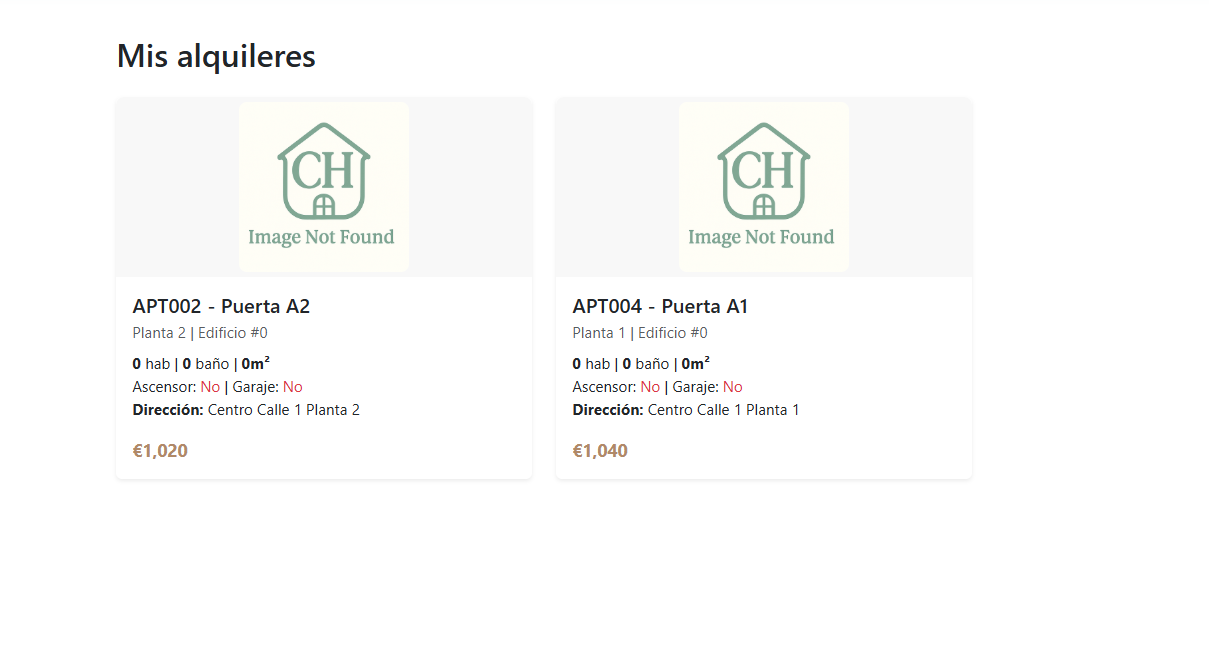 Mis alquileres
CH
Image Not Found
APT002 - Puerta A2
Planta 2 | Edificio #0
0 hab | 0 baño | 0m²
Ascensor: No | Garaje: No
Dirección: Centro Calle 1 Planta 2
€1,020
CH
Image Not Found
APT004 - Puerta A1
Planta 1 | Edificio #0
0 hab | 0 baño | 0m²
Ascensor: No | Garaje: No
Dirección: Centro Calle 1 Planta 1
€1,040